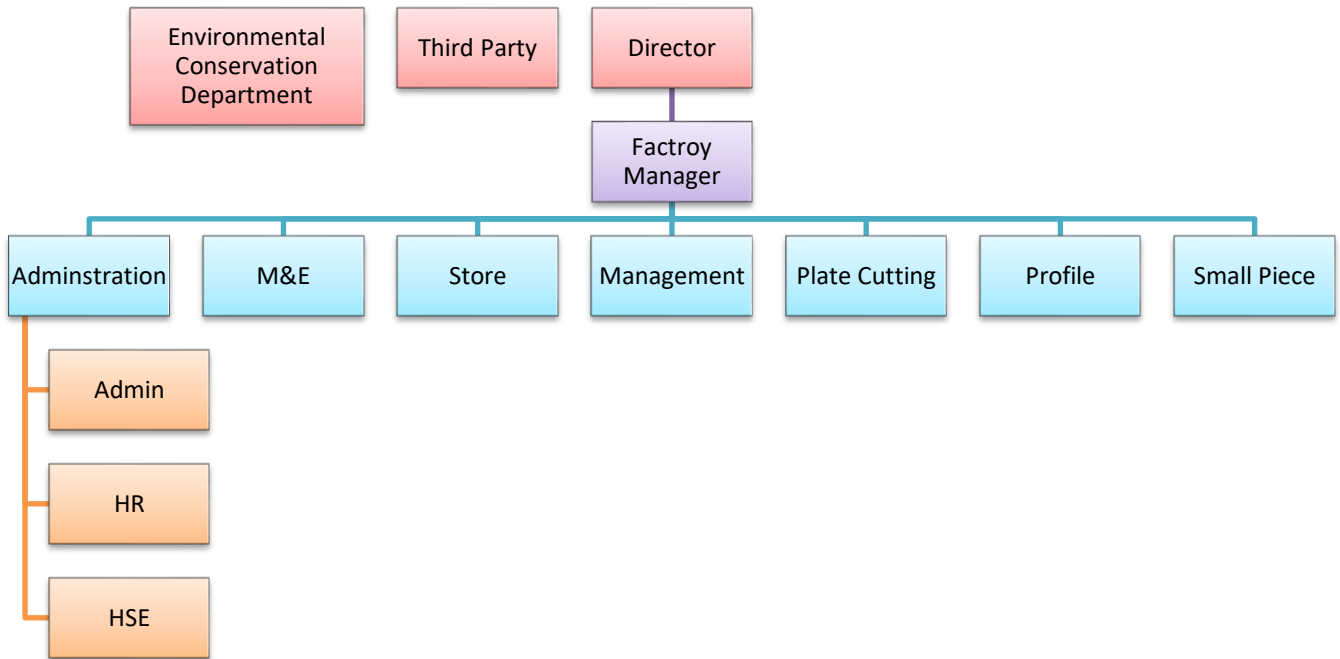 Environmental
Conservation
Department
Third Party
Director
Factroy
Manager
Adminstration
M&E
Store
Management
Plate Cutting
Profile
Small Piece
Admin
HR
HSE